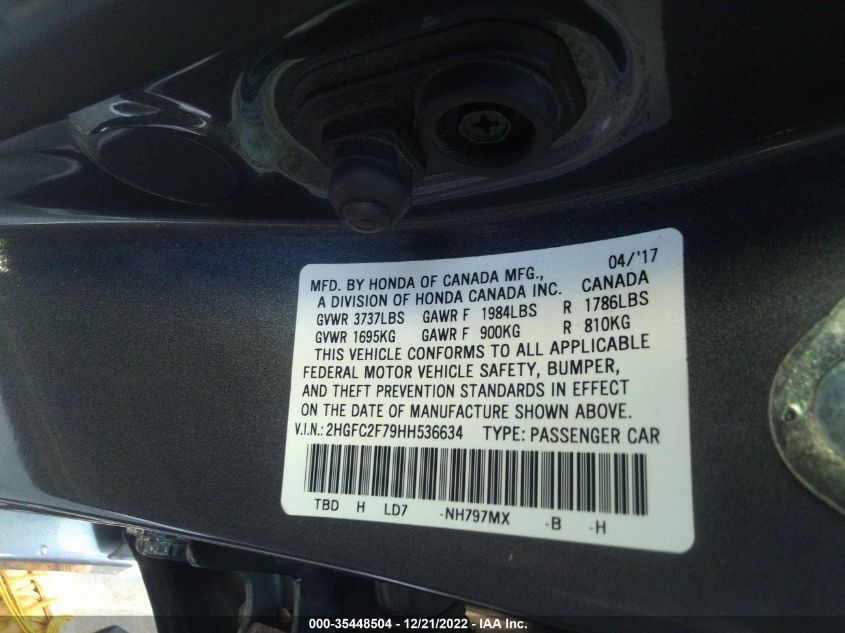 04/'17
MFD. BY HONDA OF CANADA MFG., CANADA
A DIVISION OF HONDA CANADA INC.
GVWR 3737LBS GAWR F 1984LBS R 1786LBS
GVWR 1695KG GAWR F 900KG R 810KG
THIS VEHICLE CONFORMS TO ALL APPLICABLE
FEDERAL MOTOR VEHICLE SAFETY, BUMPER,
AND THEFT PREVENTION STANDARDS IN EFFECT
ON THE DATE OF MANUFACTURE SHOWN ABOVE.
V.I.N.: 2HGFC2F79HH536634 TYPE: PASSENGER CAR
TBD H LD7 -NH797MX -B -H
000-35448504 - 12/21/2022 - IAA Inc.